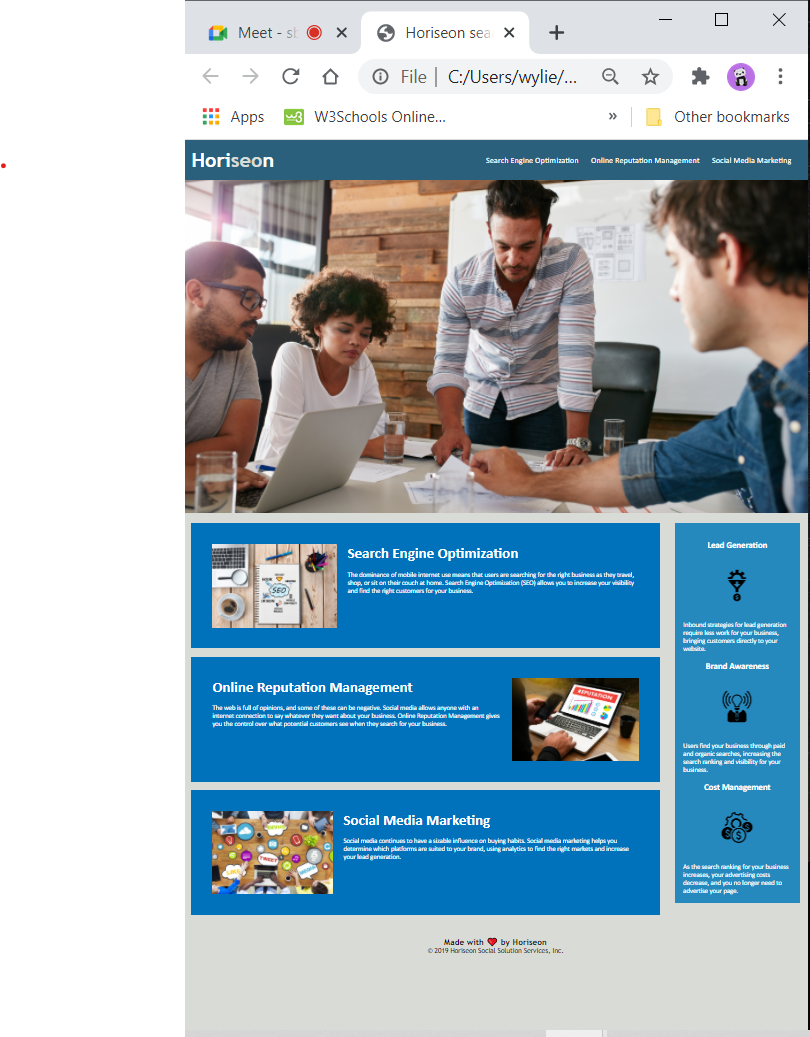 Meet - sb
Horiseon sea
File | C:/Users/wylie/...
Apps
W3Schools Online...
»
Other bookmarks
Horiseon
Search Engine Optimization
Online Reputation Management
Social Media Marketing
SEO
Search Engine Optimization
The dominance of mobile internet use means that users are searching for the right business as they travel,
shop, or sit on their couch at home. Search Engine Optimization (SEO) allows you to increase your visibility
and find the right customers for your business.
Online Reputation Management
The web is full of opinions, and some of these can be negative. Social media allows anyone with an
internet connection to say whatever they want about your business. Online Reputation Management gives
you the control over what potential customers see when they search for your business.
REPUTATION
Social Media Marketing
Social media continues to have a sizable influence on buying habits. Social media marketing helps you
determine which platforms are suited to your brand, using analytics to find the right markets and increase
your lead generation.
TWEET
Lead Generation
Inbound strategies for lead generation
require less work for your business,
bringing customers directly to your
website.
Brand Awareness
Users find your business through paid
and organic searches, increasing the
search ranking and visibility for your
business.
Cost Management
As the search ranking for your business
increases, your advertising costs
decrease, and you no longer need to
advertise your page.
Made with ❤️ by Horiseon
© 2019 Horiseon Social Solution Services, Inc.